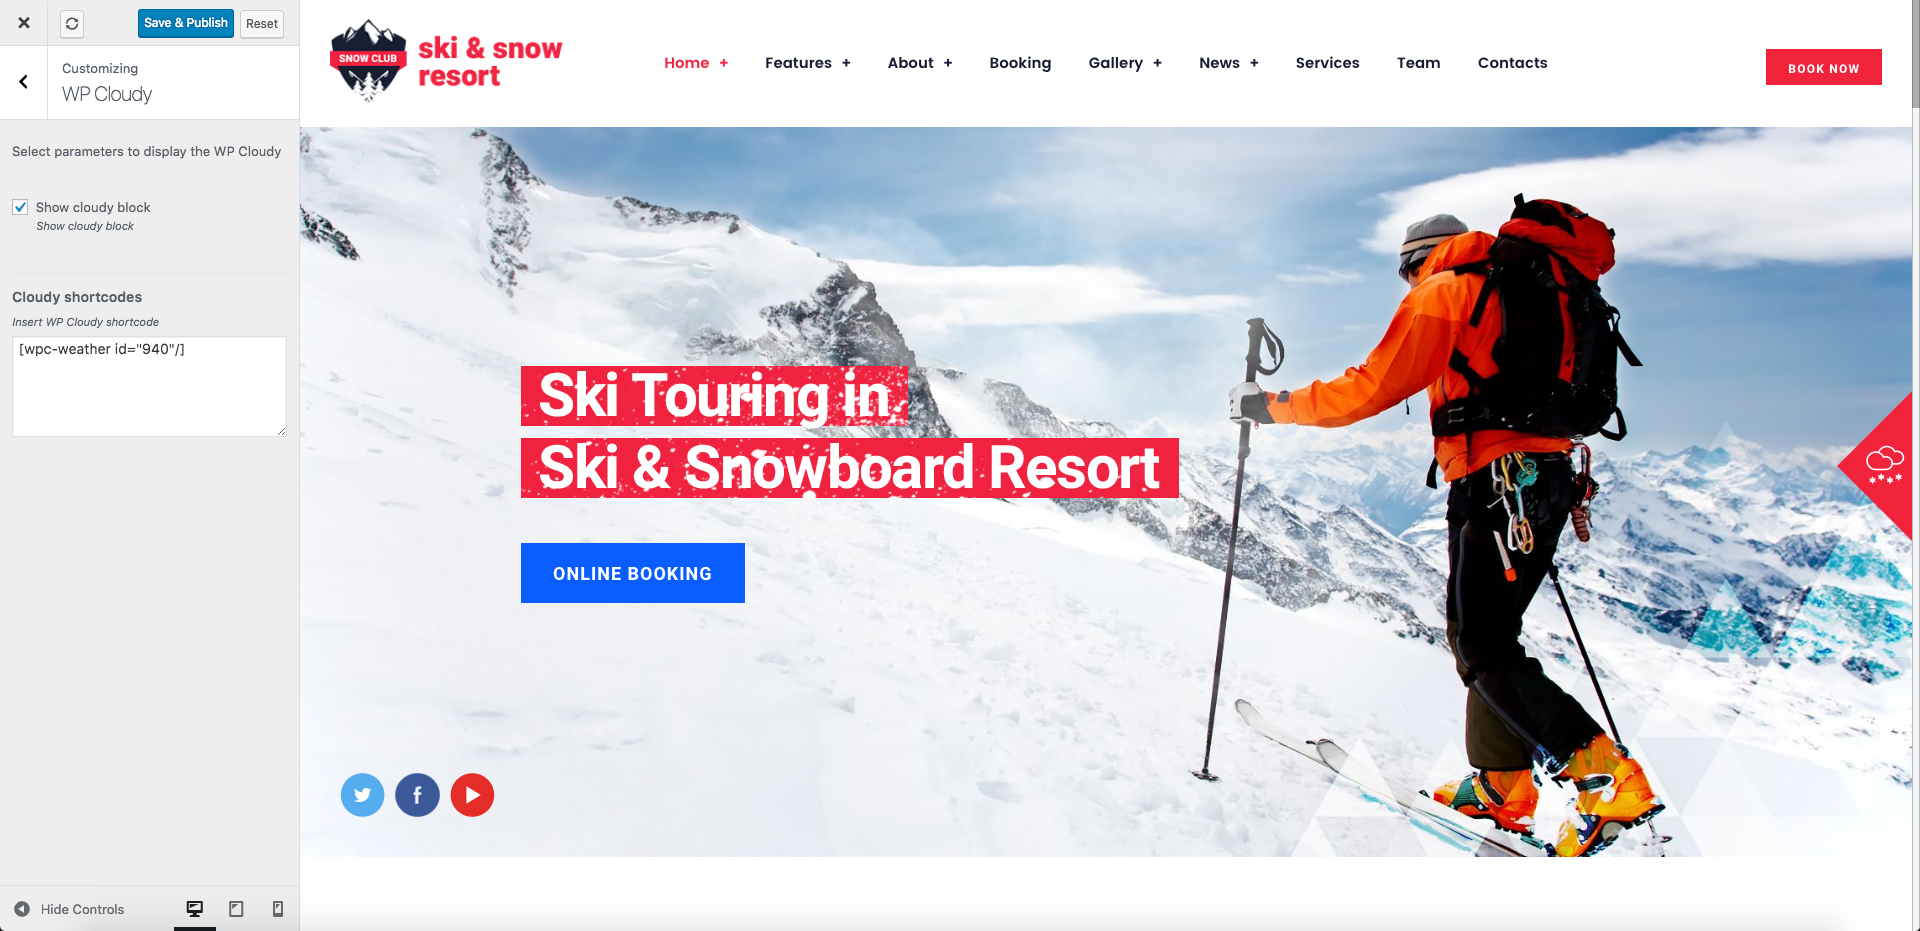 Save & Publish
Reset
Customizing
WP Cloudy
Select parameters to display the WP Cloudy
Show cloudy block
Show cloudy block
Cloudy shortcodes
Insert WP Cloudy shortcode
[wpc-weather id="940"/]
Hide Controls
SNOW CLUB
ski & snow
resort
Home +
Features +
About +
Booking
Gallery +
News +
Services
Team
Contacts
BOOK NOW
Ski Touring in
Ski & Snowboard Resort
ONLINE BOOKING